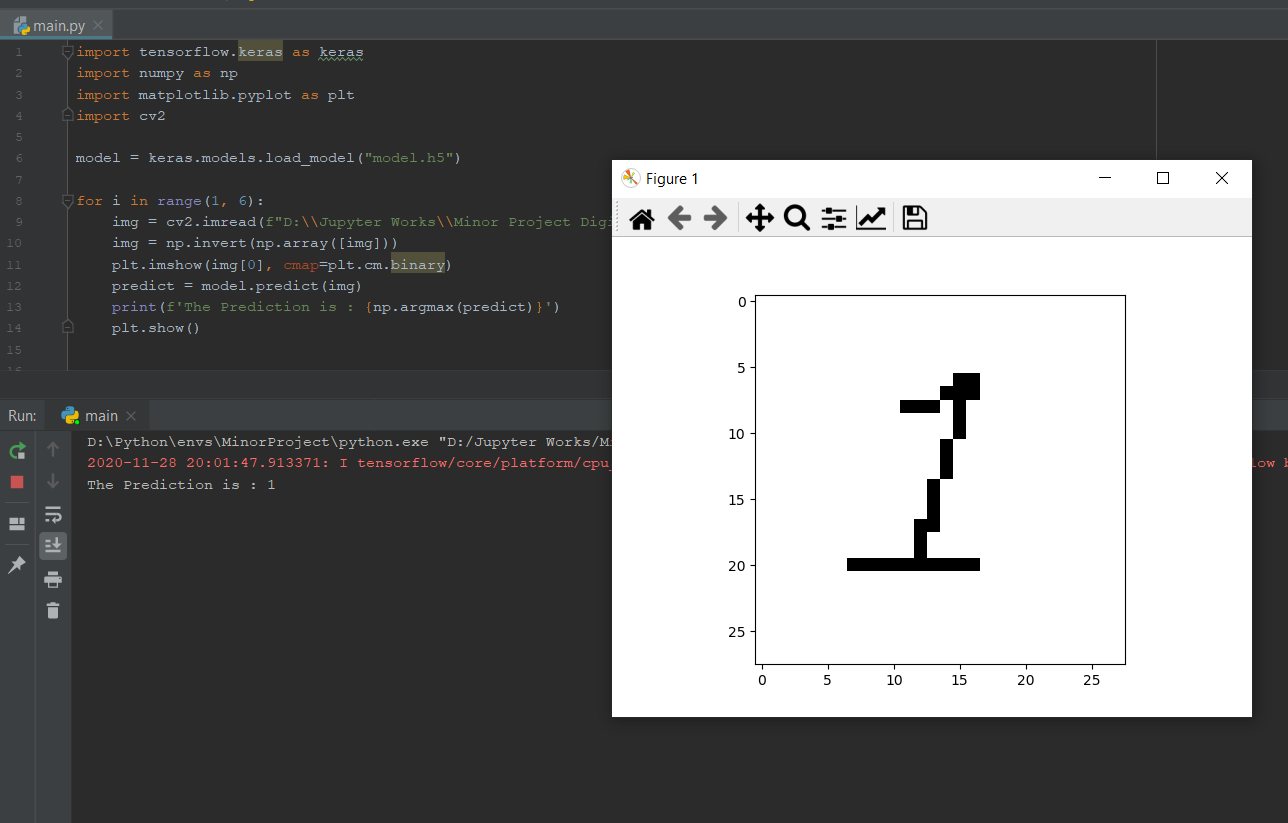 main.py
1 import tensorflow.keras as keras
2 import numpy as np
3 import matplotlib.pyplot as plt
4 import cv2
5
6 model = keras.models.load_model("model.h5")
7
8 for i in range(1, 6):
9 img = cv2.imread(f"D:\\Jupyter Works\\Minor Project Digi
10 img = np.invert(np.array([img]))
11 plt.imshow(img[0], cmap=plt.cm.binary)
12 predict = model.predict(img)
13 print(f'The Prediction is : {np.argmax(predict)}')
14 plt.show()
15
Figure 1
0
5
10
15
20
25
0 5 10 15 20 25
Run: main
D:\Python\envs\MinorProject\python.exe "D:/Jupyter Works/Mi
2020-11-28 20:01:47.913371: I tensorflow/core/platform/cpu_ low b
The Prediction is : 1